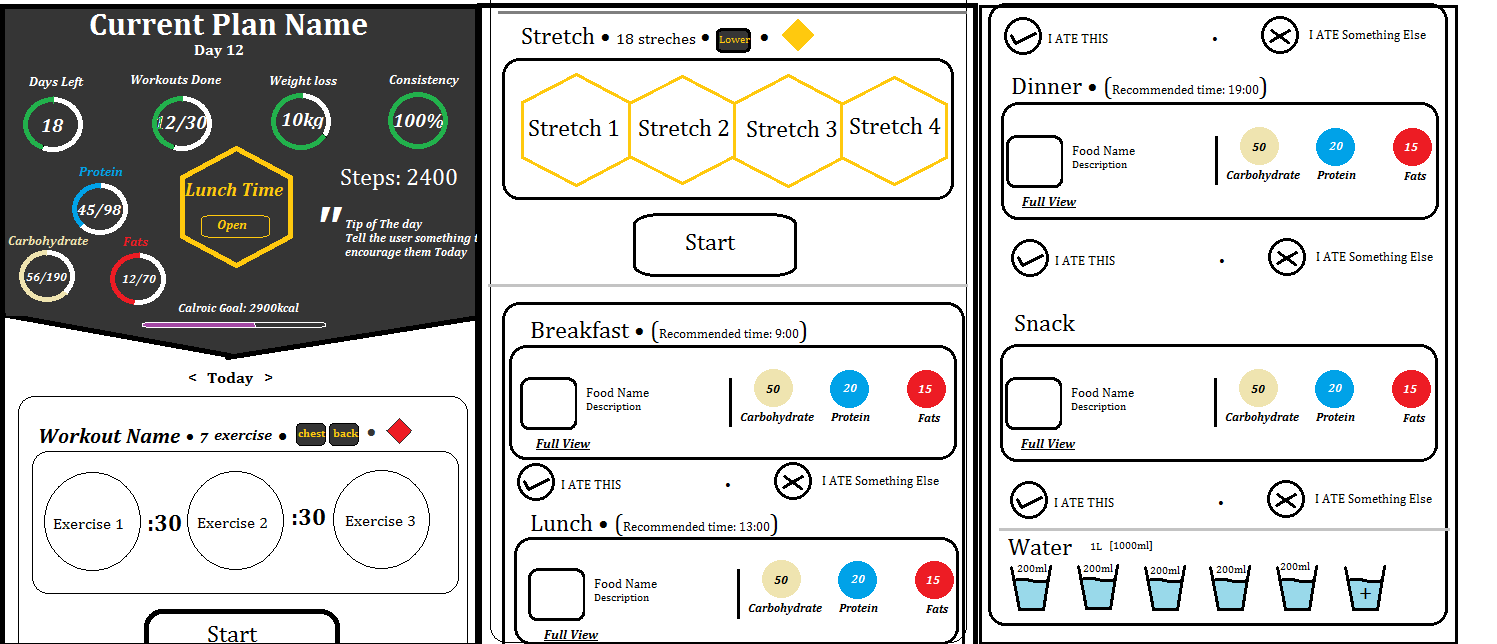 Current Plan Name
Day 12
Days Left
Workouts Done
Weight loss
Consistency
18
12/30
10kg
100%
Protein
45/98
Lunch Time
Open
Steps: 2400
"
Tip of The day
Tell the user something t
encourage them Today
Carbohydrate
Fats
56/190
12/70
Calroic Goal: 2900kcal
< Today >
Workout Name • 7 exercise • chest back •
Exercise 1 :30 Exercise 2 :30 Exercise 3
Start
Stretch • 18 streches • Lower •
Stretch 1 Stretch 2 Stretch 3 Stretch 4
Start
Breakfast • (Recommended time: 9:00)
Food Name
Description
50 20 15
Carbohydrate Protein Fats
Full View
I ATE THIS • I ATE Something Else
Lunch • (Recommended time: 13:00)
Food Name
Description
50 20 15
Carbohydrate Protein Fats
Full View
I ATE THIS • I ATE Something Else
Dinner • (Recommended time: 19:00)
Food Name
Description
50 20 15
Carbohydrate Protein Fats
Full View
I ATE THIS • I ATE Something Else
Snack
Food Name
Description
50 20 15
Carbohydrate Protein Fats
Full View
I ATE THIS • I ATE Something Else
Water 1L [1000ml]
200ml 200ml 200ml 200ml 200ml +